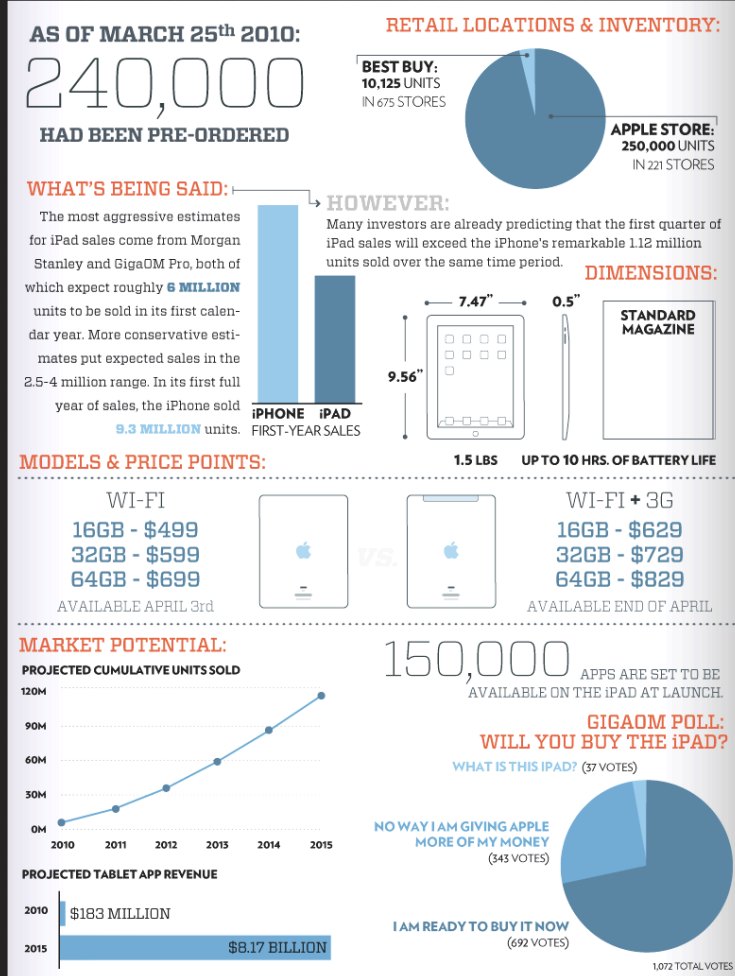 AS OF MARCH 25th 2010:
240,000
HAD BEEN PRE-ORDERED
RETAIL LOCATIONS & INVENTORY:
BEST BUY:
10,125 UNITS
IN 675 STORES
APPLE STORE:
250,000 UNITS
IN 221 STORES
WHAT'S BEING SAID:
The most aggressive estimates
for iPad sales come from Morgan
Stanley and GigaOM Pro, both of
which expect roughly 6 MILLION
units to be sold in its first calen-
dar year. More conservative esti-
mates put expected sales in the
2.5-4 million range. In its first full
year of sales, the iPhone sold
9.3 MILLION units.
iPHONE iPAD
FIRST-YEAR SALES
HOWEVER:
Many investors are already predicting that the first quarter of
iPad sales will exceed the iPhone's remarkable 1.12 million
units sold over the same time period.
DIMENSIONS:
7.47"
0.5"
9.56"
STANDARD
MAGAZINE
1.5 LBS
UP TO 10 HRS. OF BATTERY LIFE
MODELS & PRICE POINTS:
WI-FI
16GB - $499
32GB - $599
64GB - $699
AVAILABLE APRIL 3rd
VS.
WI-FI + 3G
16GB - $629
32GB - $729
64GB - $829
AVAILABLE END OF APRIL
MARKET POTENTIAL:
PROJECTED CUMULATIVE UNITS SOLD
120M
90M
60M
30M
0M
2010 2011 2012 2013 2014 2015
PROJECTED TABLET APP REVENUE
2010 $183 MILLION
2015 $8.17 BILLION
150,000 APPS ARE SET TO BE
AVAILABLE ON THE iPAD AT LAUNCH.
GIGAOM POLL:
WILL YOU BUY THE iPAD?
WHAT IS THIS IPAD? (37 VOTES)
NO WAY I AM GIVING APPLE
MORE OF MY MONEY
(343 VOTES)
I AM READY TO BUY IT NOW
(692 VOTES)
1,072 TOTAL VOTES